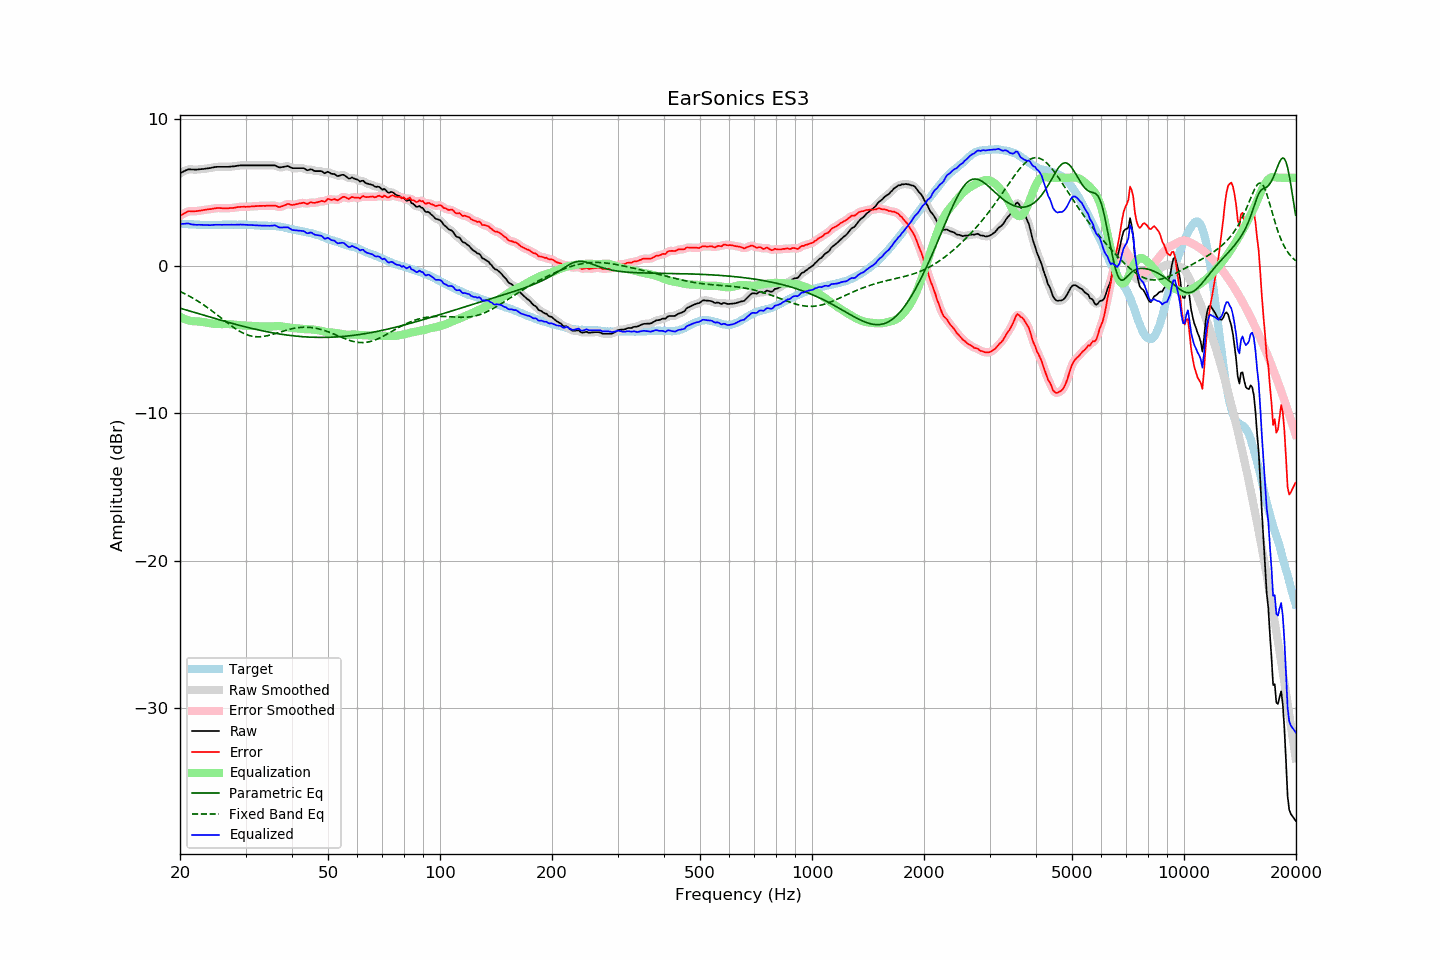 EarSonics ES3
10
0
−10
−20
−30
Amplitude (dBr)
Target
Raw Smoothed
Error Smoothed
Raw
Error
Equalization
Parametric Eq
Fixed Band Eq
Equalized
20
50
100
200
500
1000
2000
5000
10000
20000
Frequency (Hz)